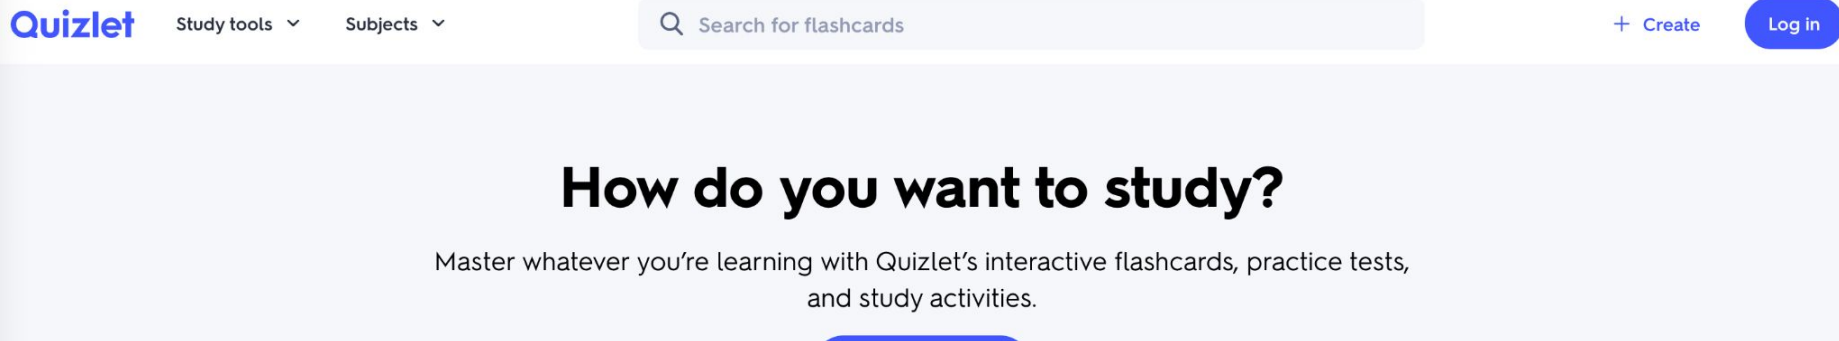 Quizlet Study tools Subjects Search for flashcards + Create Log in
How do you want to study?
Master whatever you’re learning with Quizlet’s interactive flashcards, practice tests,
and study activities.